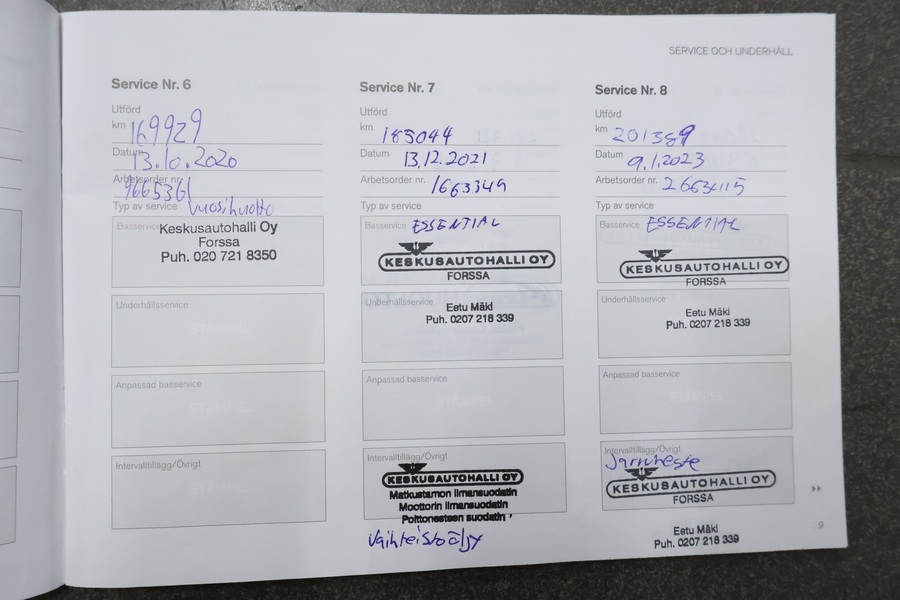 SERVICE OCH UNDERHÅLL
Service Nr. 6
Utförd
km 169929
Datum 13.10.2020
Arbetsorder nr. 9665361
Typ av service Vuosihuolto
Basservice
Keskusautohalli Oy
Forssa
Puh. 020 721 8350
Underhållsservice
Anpassad basservice
Intervalltillägg/Övrigt
Service Nr. 7
Utförd
km 185044
Datum 13.12.2021
Arbetsorder nr. 1663349
Typ av service
Basservice ESSENTIAL
KESKUSAUTOHALLI OY
FORSSA
Underhållsservice
Eetu Mäki
Puh. 0207 218 339
Anpassad basservice
Intervalltillägg/Övrigt
KESKUSAUTOHALLI OY
Matkustamon ilmansuodatin
Moottorin ilmansuodatin
Polttonesteen suodatin
Vaihteistoöljy
Service Nr. 8
Utförd
km 201389
Datum 9.1.2023
Arbetsorder nr. 2663415
Typ av service
Basservice ESSENTIAL
KESKUSAUTOHALLI OY
FORSSA
Underhållsservice
Eetu Mäki
Puh. 0207 218 339
Anpassad basservice
Intervalltillägg/Övrigt
Jarruneste
KESKUSAUTOHALLI OY
FORSSA
Eetu Mäki
Puh. 0207 218 339
9